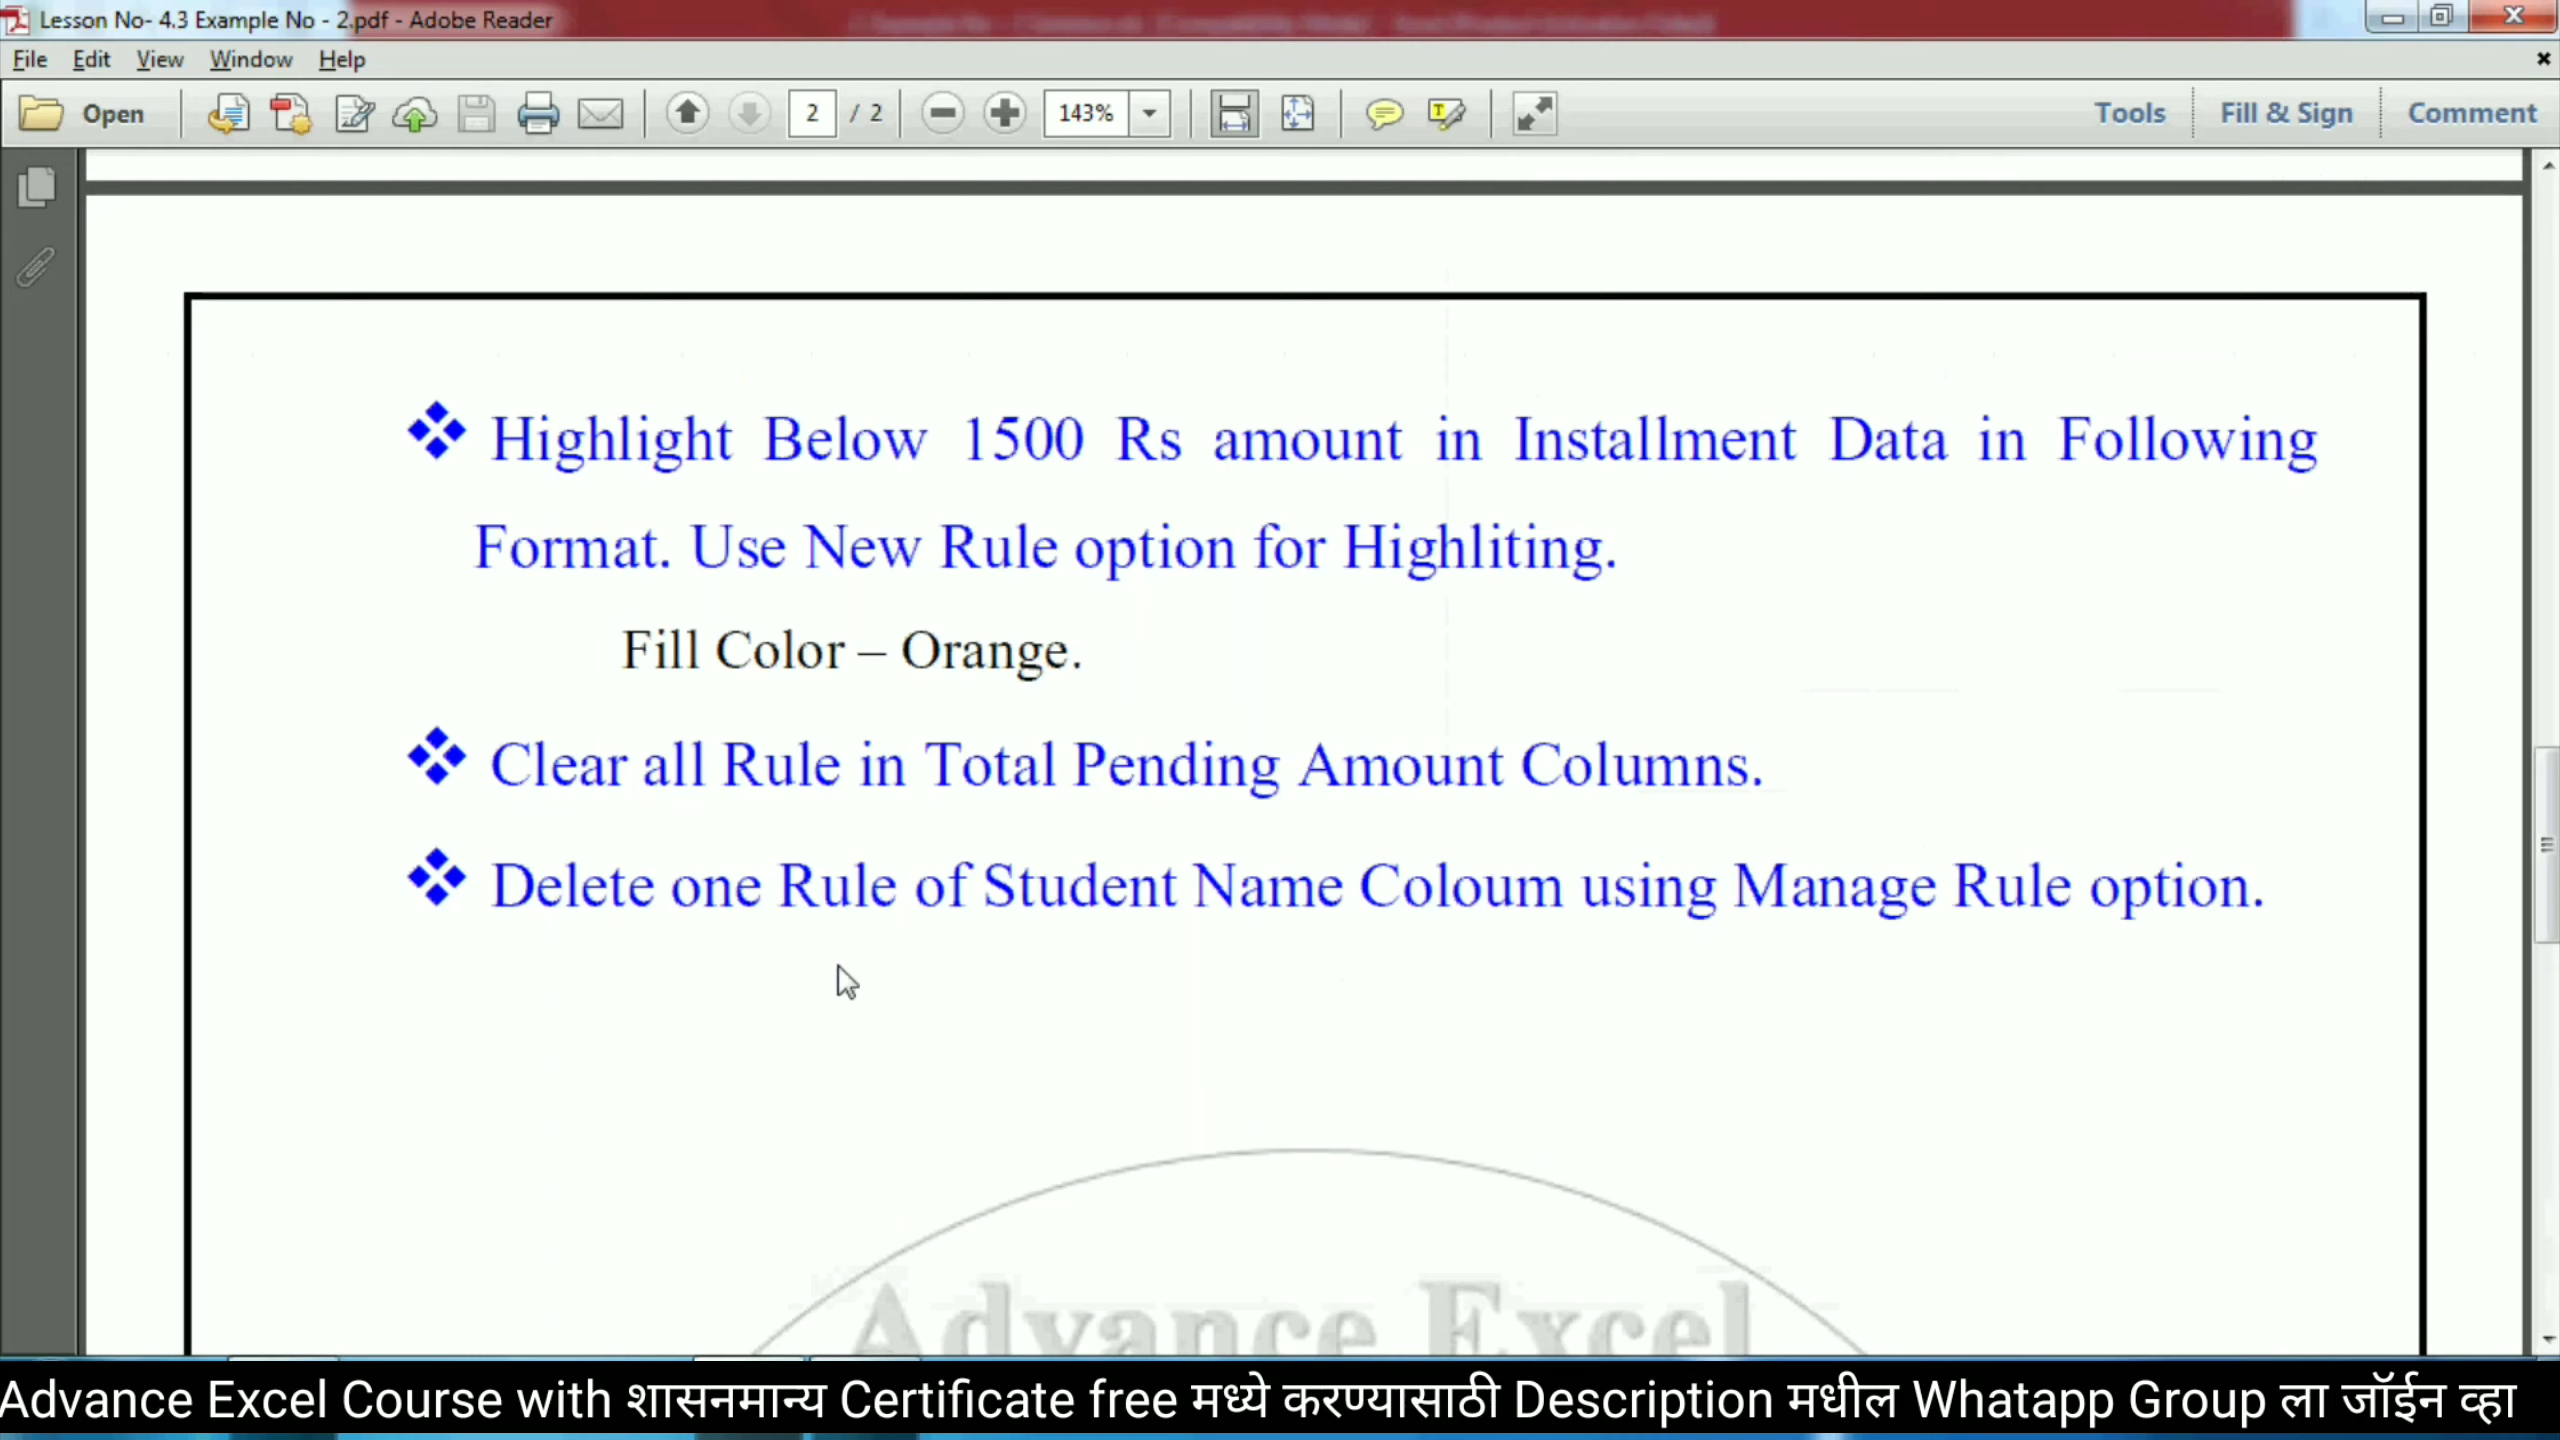 Lesson No- 4.3 Example No - 2.pdf - Adobe Reader
File Edit View Window Help
Open 2 / 2 143% Tools Fill & Sign Comment
Highlight Below 1500 Rs amount in Installment Data in Following
Format. Use New Rule option for Highliting.
Fill Color – Orange.
Clear all Rule in Total Pending Amount Columns.
Delete one Rule of Student Name Coloum using Manage Rule option.
Advance Excel
Advance Excel Course with शासनमान्य Certificate free मध्ये करण्यासाठी Description मधील Whatapp Group ला जॉईन व्हा